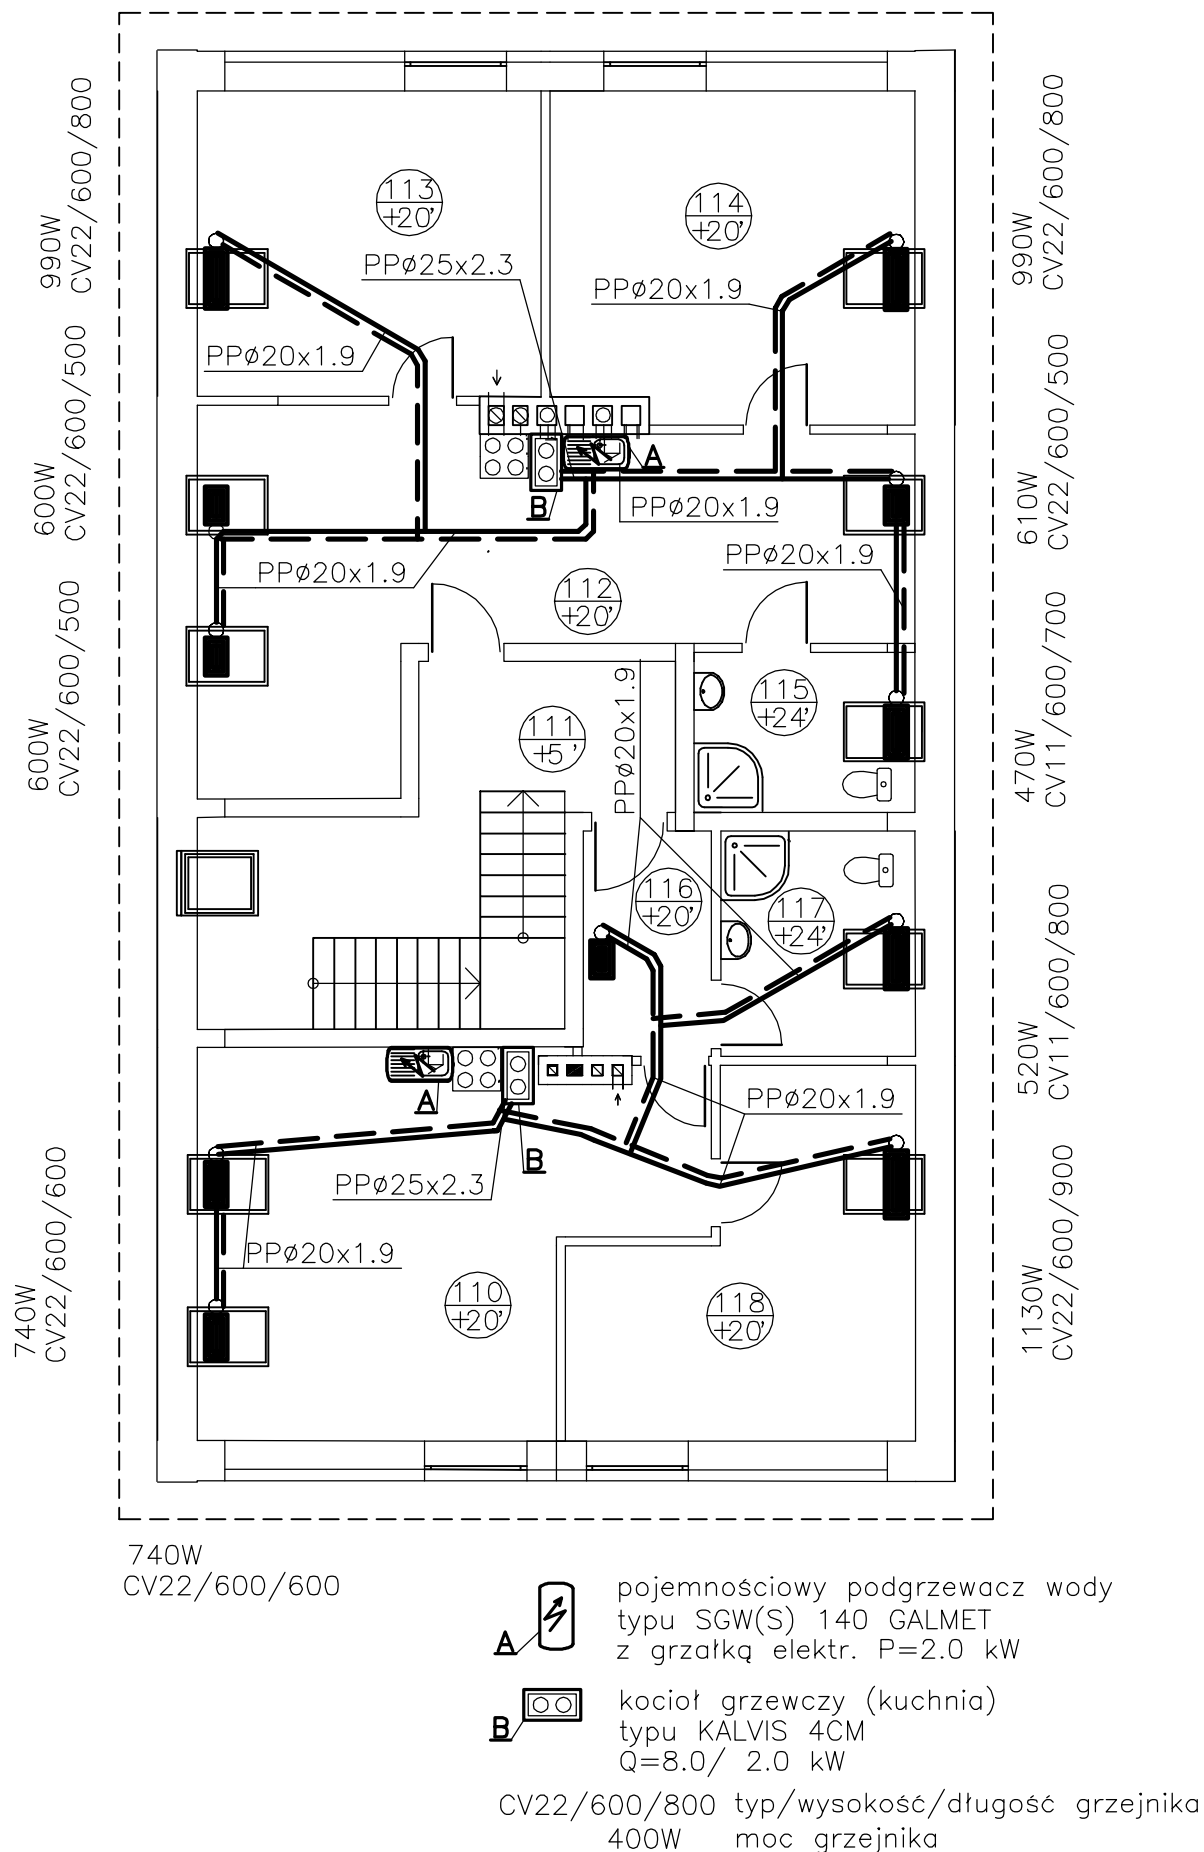 990W
CV22/600/800
600W
CV22/600/500
600W
CV22/600/500
740W
CV22/600/600
740W
CV22/600/600
990W
CV22/600/800
610W
CV22/600/500
470W
CV11/600/700
520W
CV11/600/800
1130W
CV22/600/900
113
+20'
114
+20'
PPø25x2.3
PPø20x1.9
PPø20x1.9
A
B
PPø20x1.9
PPø20x1.9
PPø20x1.9
112
+20'
115
+24'
111
+5'
PPø20x1.9
116
+20'
117
+24'
A
B
PPø20x1.9
PPø25x2.3
PPø20x1.9
110
+20'
118
+20'
A
pojemnościowy podgrzewacz wody
typu SGW(S) 140 GALMET
z grzałką elektr. P=2.0 kW
B
kocioł grzewczy (kuchnia)
typu KALVIS 4CM
Q=8.0/ 2.0 kW
CV22/600/800 typ/wysokość/długość grzejnika
400W moc grzejnika